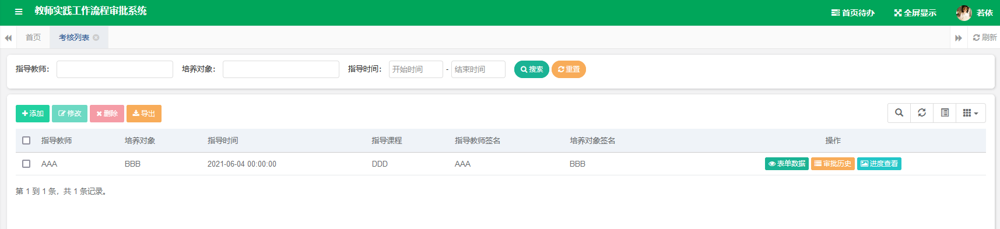 教师实践工作流程审批系统 首页待办 全屏显示 若依
首页 考核列表 刷新
指导教师： 培养对象： 指导时间： 开始时间 - 结束时间 搜索 重置
添加 修改 删除 导出
指导教师 培养对象 指导时间 指导课程 指导教师签名 培养对象签名 操作
AAA BBB 2021-06-04 00:00:00 DDD AAA BBB 表单数据 审批历史 进度查看
第 1 到 1 条，共 1 条记录。